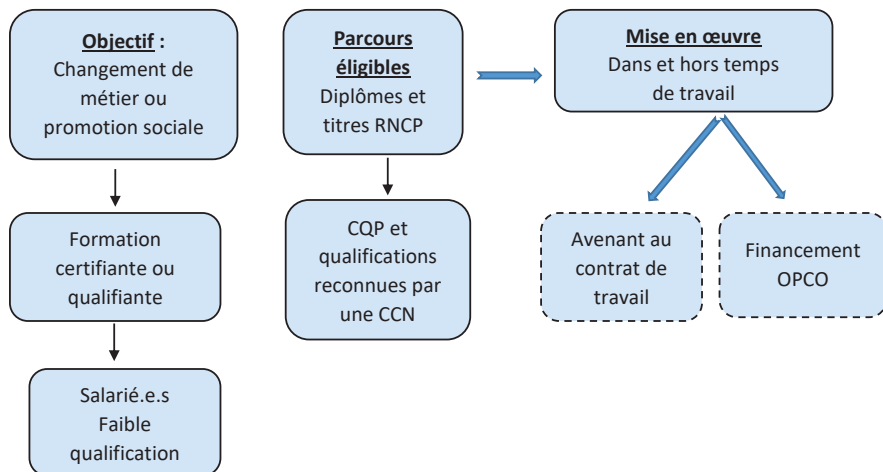 Objectif :
Changement de
métier ou
promotion sociale
Formation
certifiante ou
qualifiante
Salarié.e.s
Faible
qualification
Parcours
éligibles
Diplômes et
titres RNCP
CQP et
qualifications
reconnues par
une CCN
Mise en œuvre
Dans et hors temps
de travail
Avenant au
contrat de
travail
Financement
OPCO